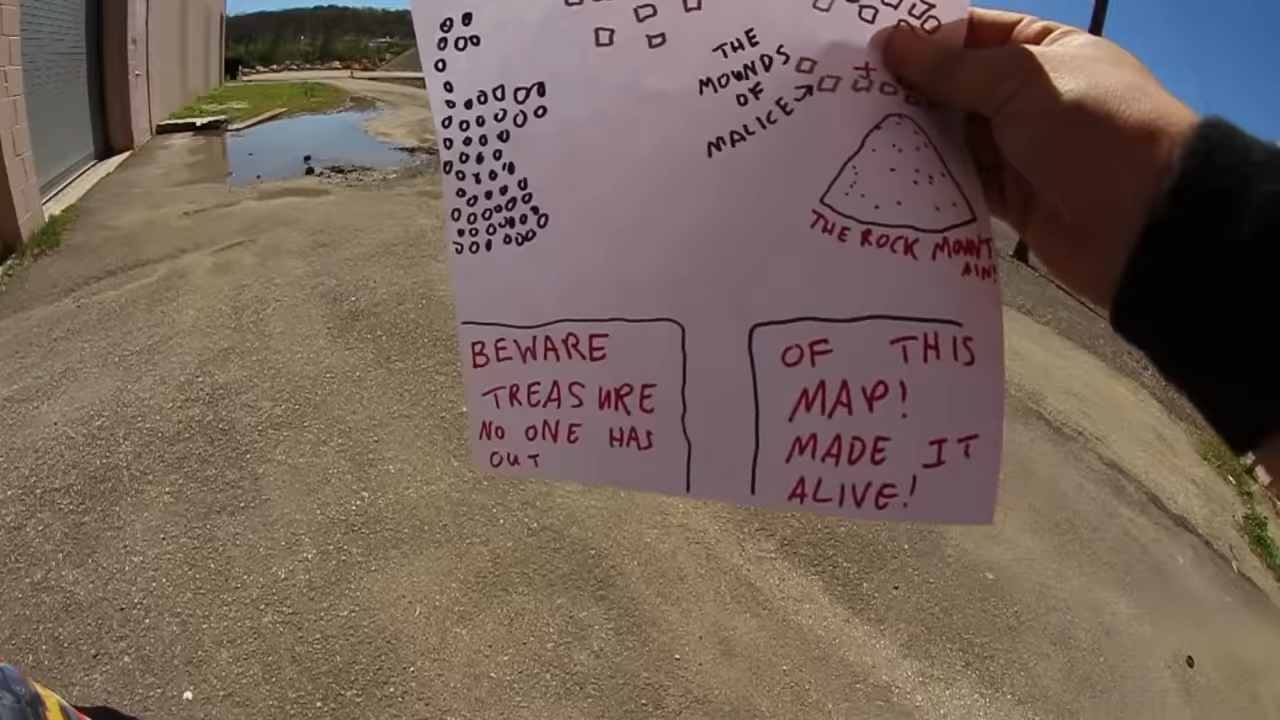 THE
MOUNDS
OF
MALICE
THE ROCK MOUNT
AIN!
BEWARE
TREASURE
NO ONE HAS
OUT
OF THIS
MAP!
MADE IT
ALIVE!